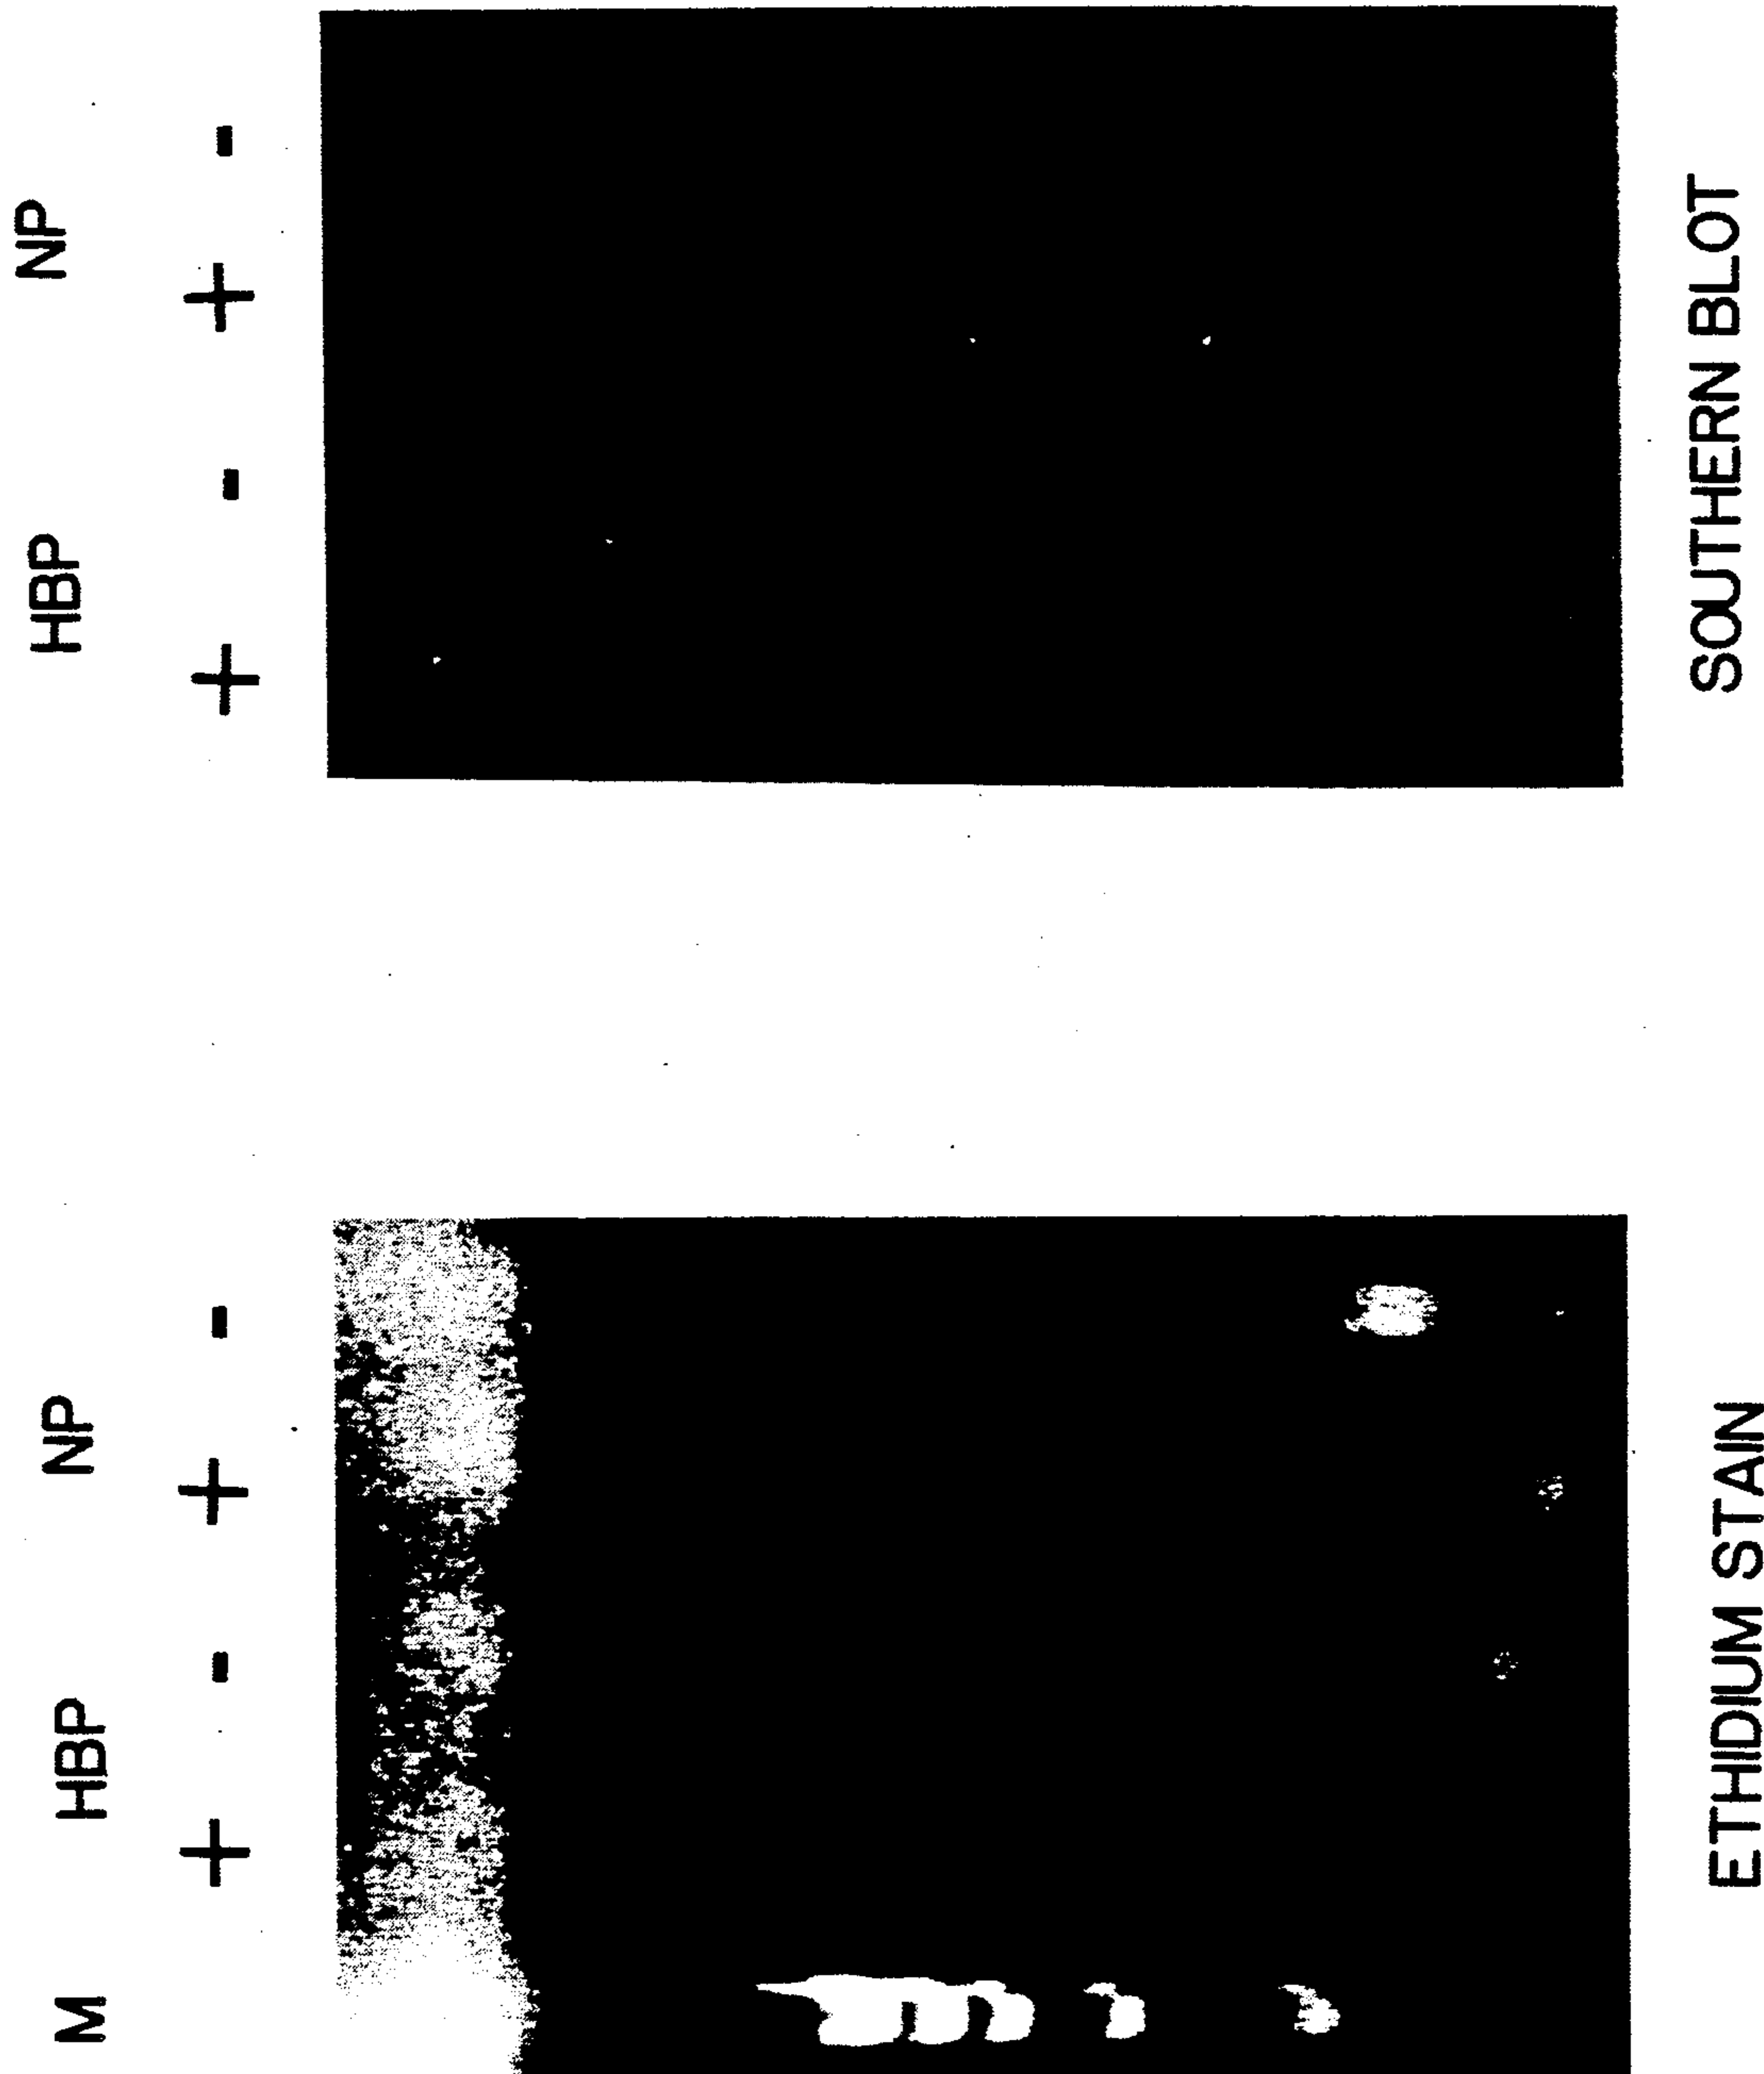 M HBP NP
+ - + -
ETHIDIUM STAIN
HBP NP
+ - + -
SOUTHERN BLOT